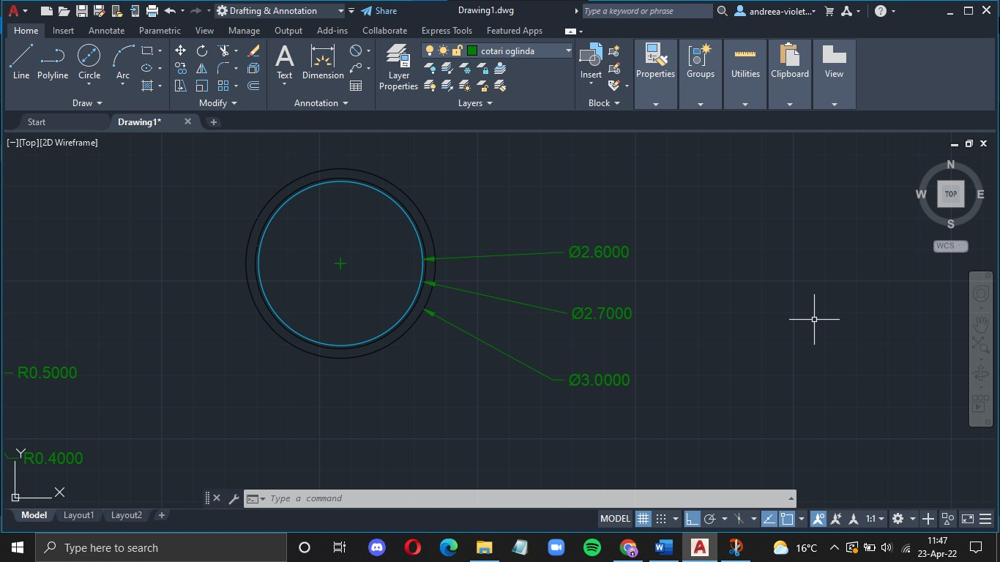 Drafting & Annotation
Share
Drawing1.dwg
Type a keyword or phrase
andreea-violet...
Home Insert Annotate Parametric View Manage Output Add-ins Collaborate Express Tools Featured Apps
Line Polyline Circle Arc
Text Dimension
Layer
Properties
cotari oglinda
Insert
Properties Groups Utilities Clipboard View
Draw Modify Annotation Layers Block
Start Drawing1*
[−][Top][2D Wireframe]
N
W TOP E
S
WCS
Ø2.6000
Ø2.7000
R0.5000
Ø3.0000
Y
R0.4000
X
Type a command
Model Layout1 Layout2
MODEL 1:1
Type here to search
16°C
11:47
23-Apr-22